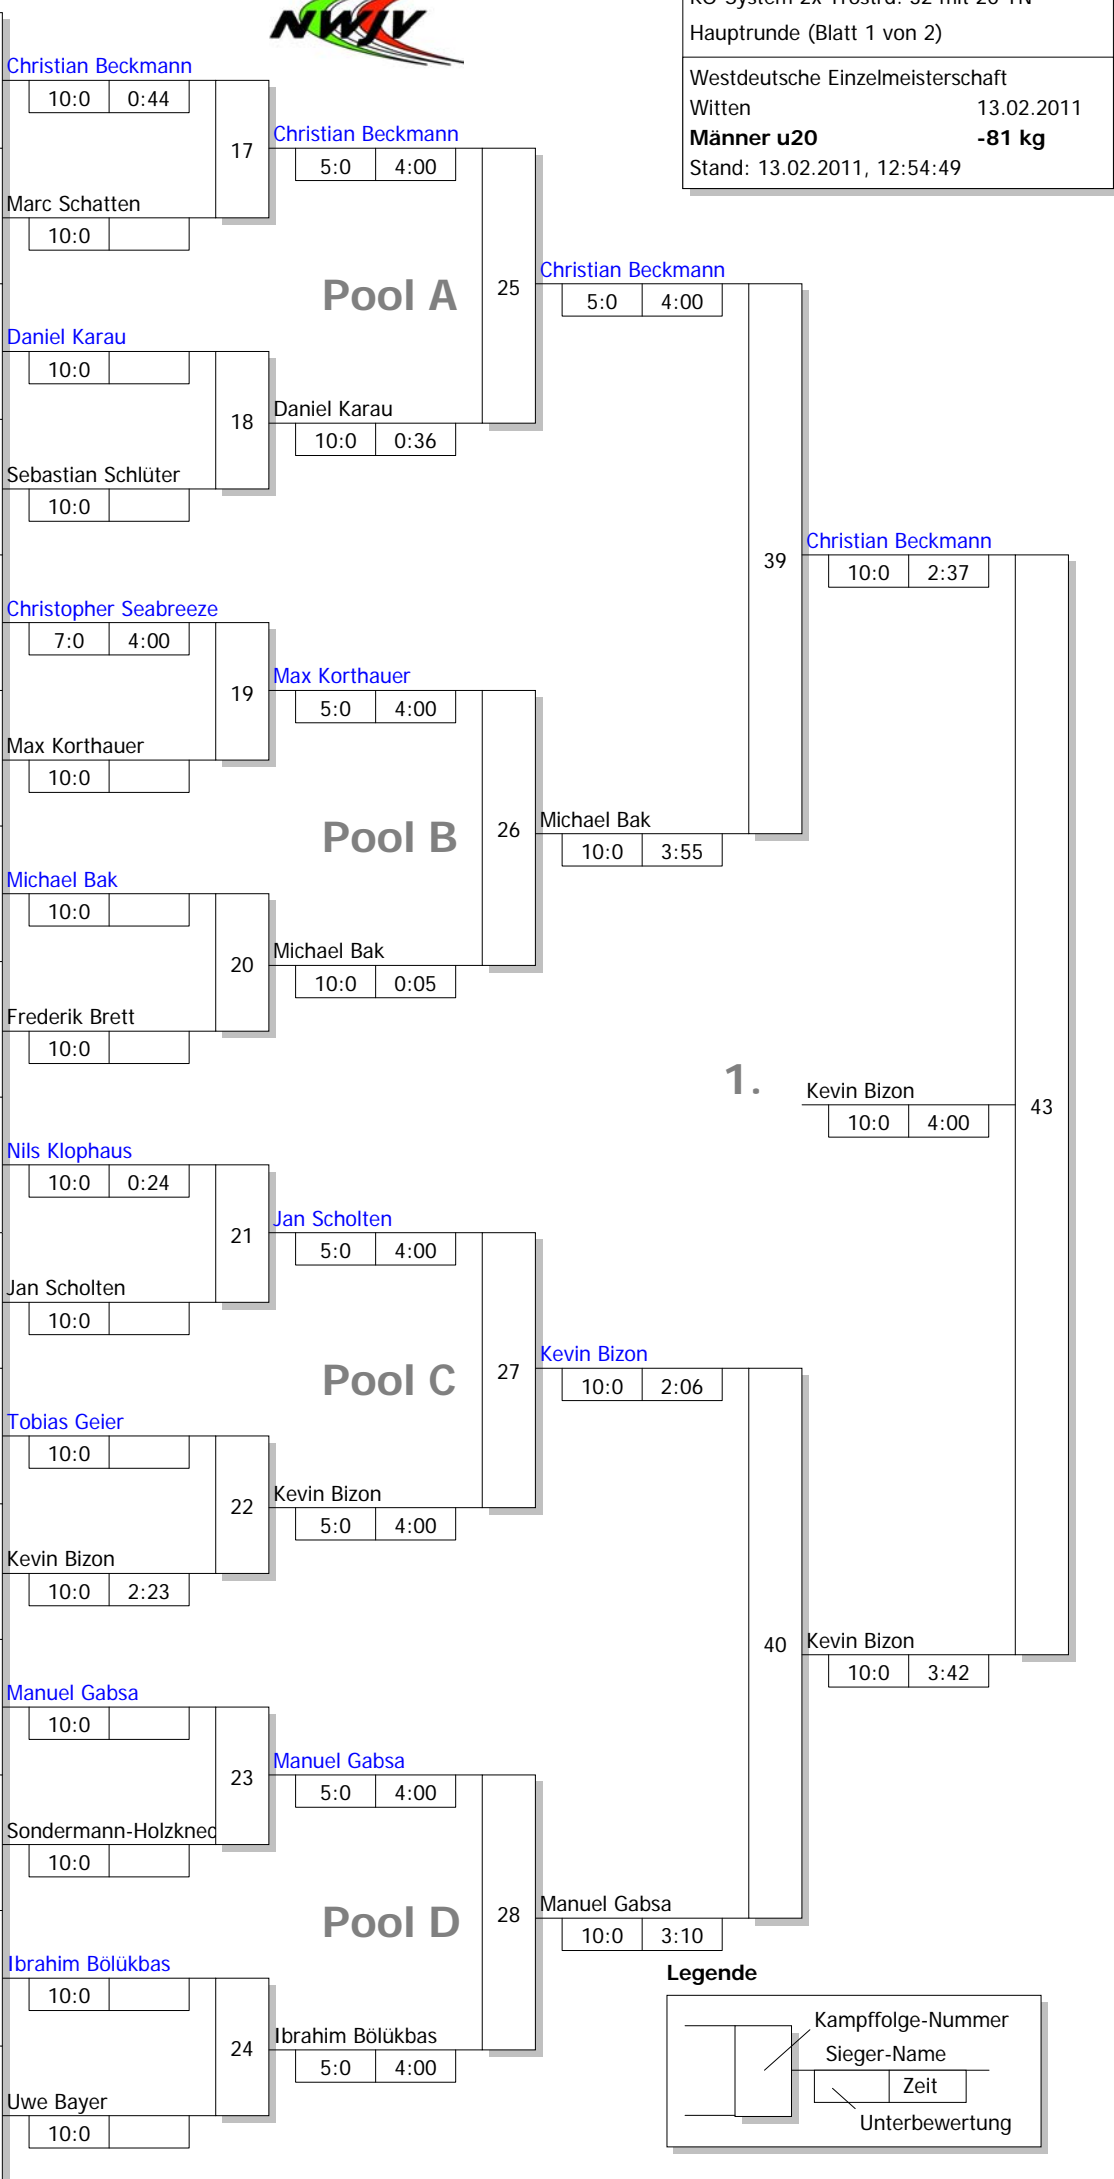 NWJV
Hauptrunde (Blatt 1 von 2)
Westdeutsche Einzelmeisterschaft
Witten 13.02.2011
Männer u20 -81 kg
Stand: 13.02.2011, 12:54:49
Christian Beckmann
10:0 0:44
17
Christian Beckmann
5:0 4:00
Marc Schatten
10:0
Pool A
25
Christian Beckmann
5:0 4:00
Daniel Karau
10:0
18
Daniel Karau
10:0 0:36
Sebastian Schlüter
10:0
39
Christian Beckmann
10:0 2:37
Christopher Seabreeze
7:0 4:00
19
Max Korthauer
5:0 4:00
Max Korthauer
10:0
Pool B
26
Michael Bak
10:0 3:55
Michael Bak
10:0
20
Michael Bak
10:0 0:05
Frederik Brett
10:0
1.
Kevin Bizon
10:0 4:00
43
Nils Klophaus
10:0 0:24
21
Jan Scholten
5:0 4:00
Jan Scholten
10:0
Pool C
27
Kevin Bizon
10:0 2:06
Tobias Geier
10:0
22
Kevin Bizon
5:0 4:00
Kevin Bizon
10:0 2:23
40
Kevin Bizon
10:0 3:42
Manuel Gabsa
10:0
23
Manuel Gabsa
5:0 4:00
Sondermann-Holzknec
10:0
Pool D
28
Manuel Gabsa
10:0 3:10
Ibrahim Bölükbas
10:0
24
Ibrahim Bölükbas
5:0 4:00
Uwe Bayer
10:0
Legende
Kampffolge-Nummer
Sieger-Name
Zeit
Unterbewertung